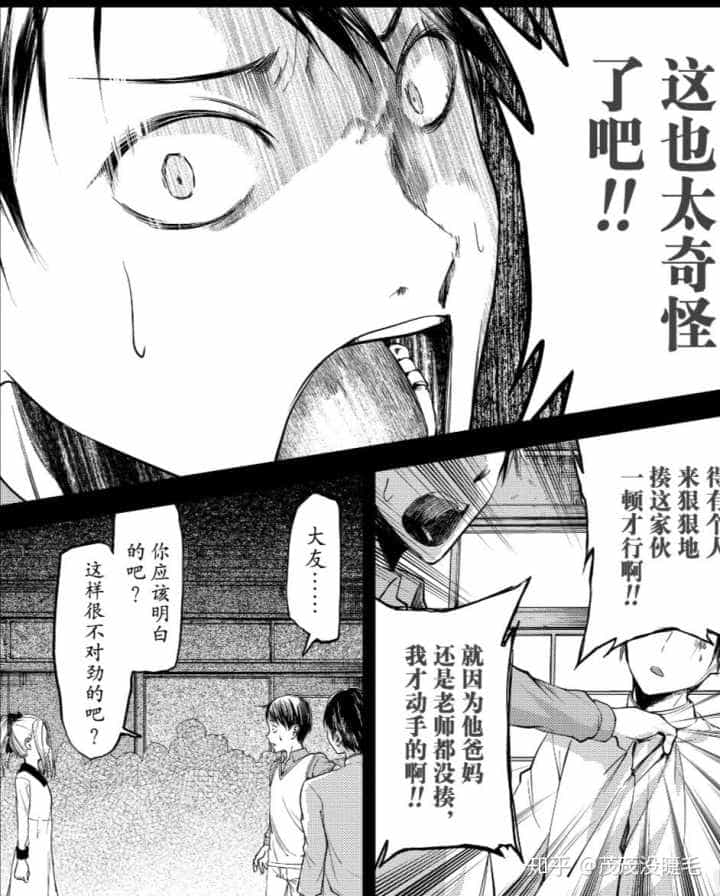 这也太奇怪
了吧!!
得有个人
来狠狠地
揍这家伙
一顿才行啊!!
就因为他爸妈
还是老师都没揍,
我才动手的啊!!
大友……
你应该明白
的吧?
这样很不对劲的吧?
知乎 @茂茂没睫毛